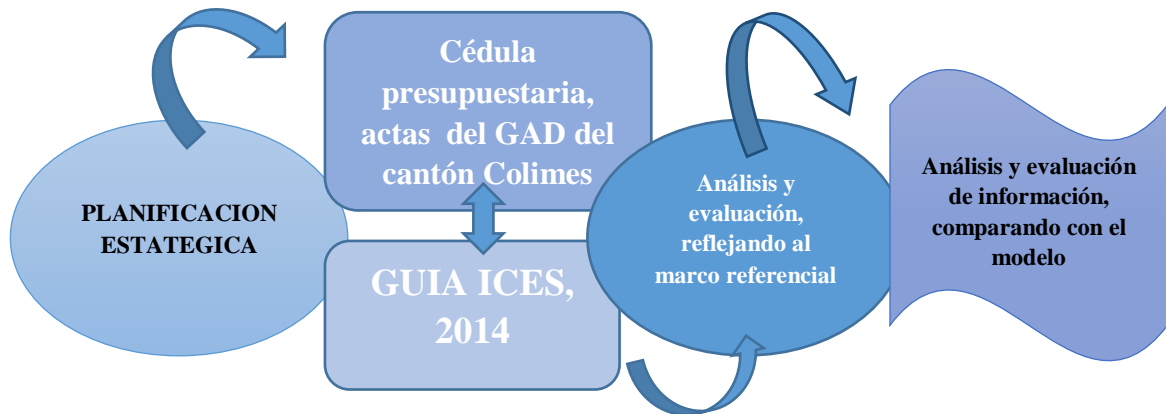 PLANIFICACION
ESTATEGICA
Cédula
presupuestaria,
actas del GAD del
cantón Colimes
GUIA ICES,
2014
Análisis y
evaluación,
reflejando al
marco referencial
Análisis y evaluación
de información,
comparando con el
modelo